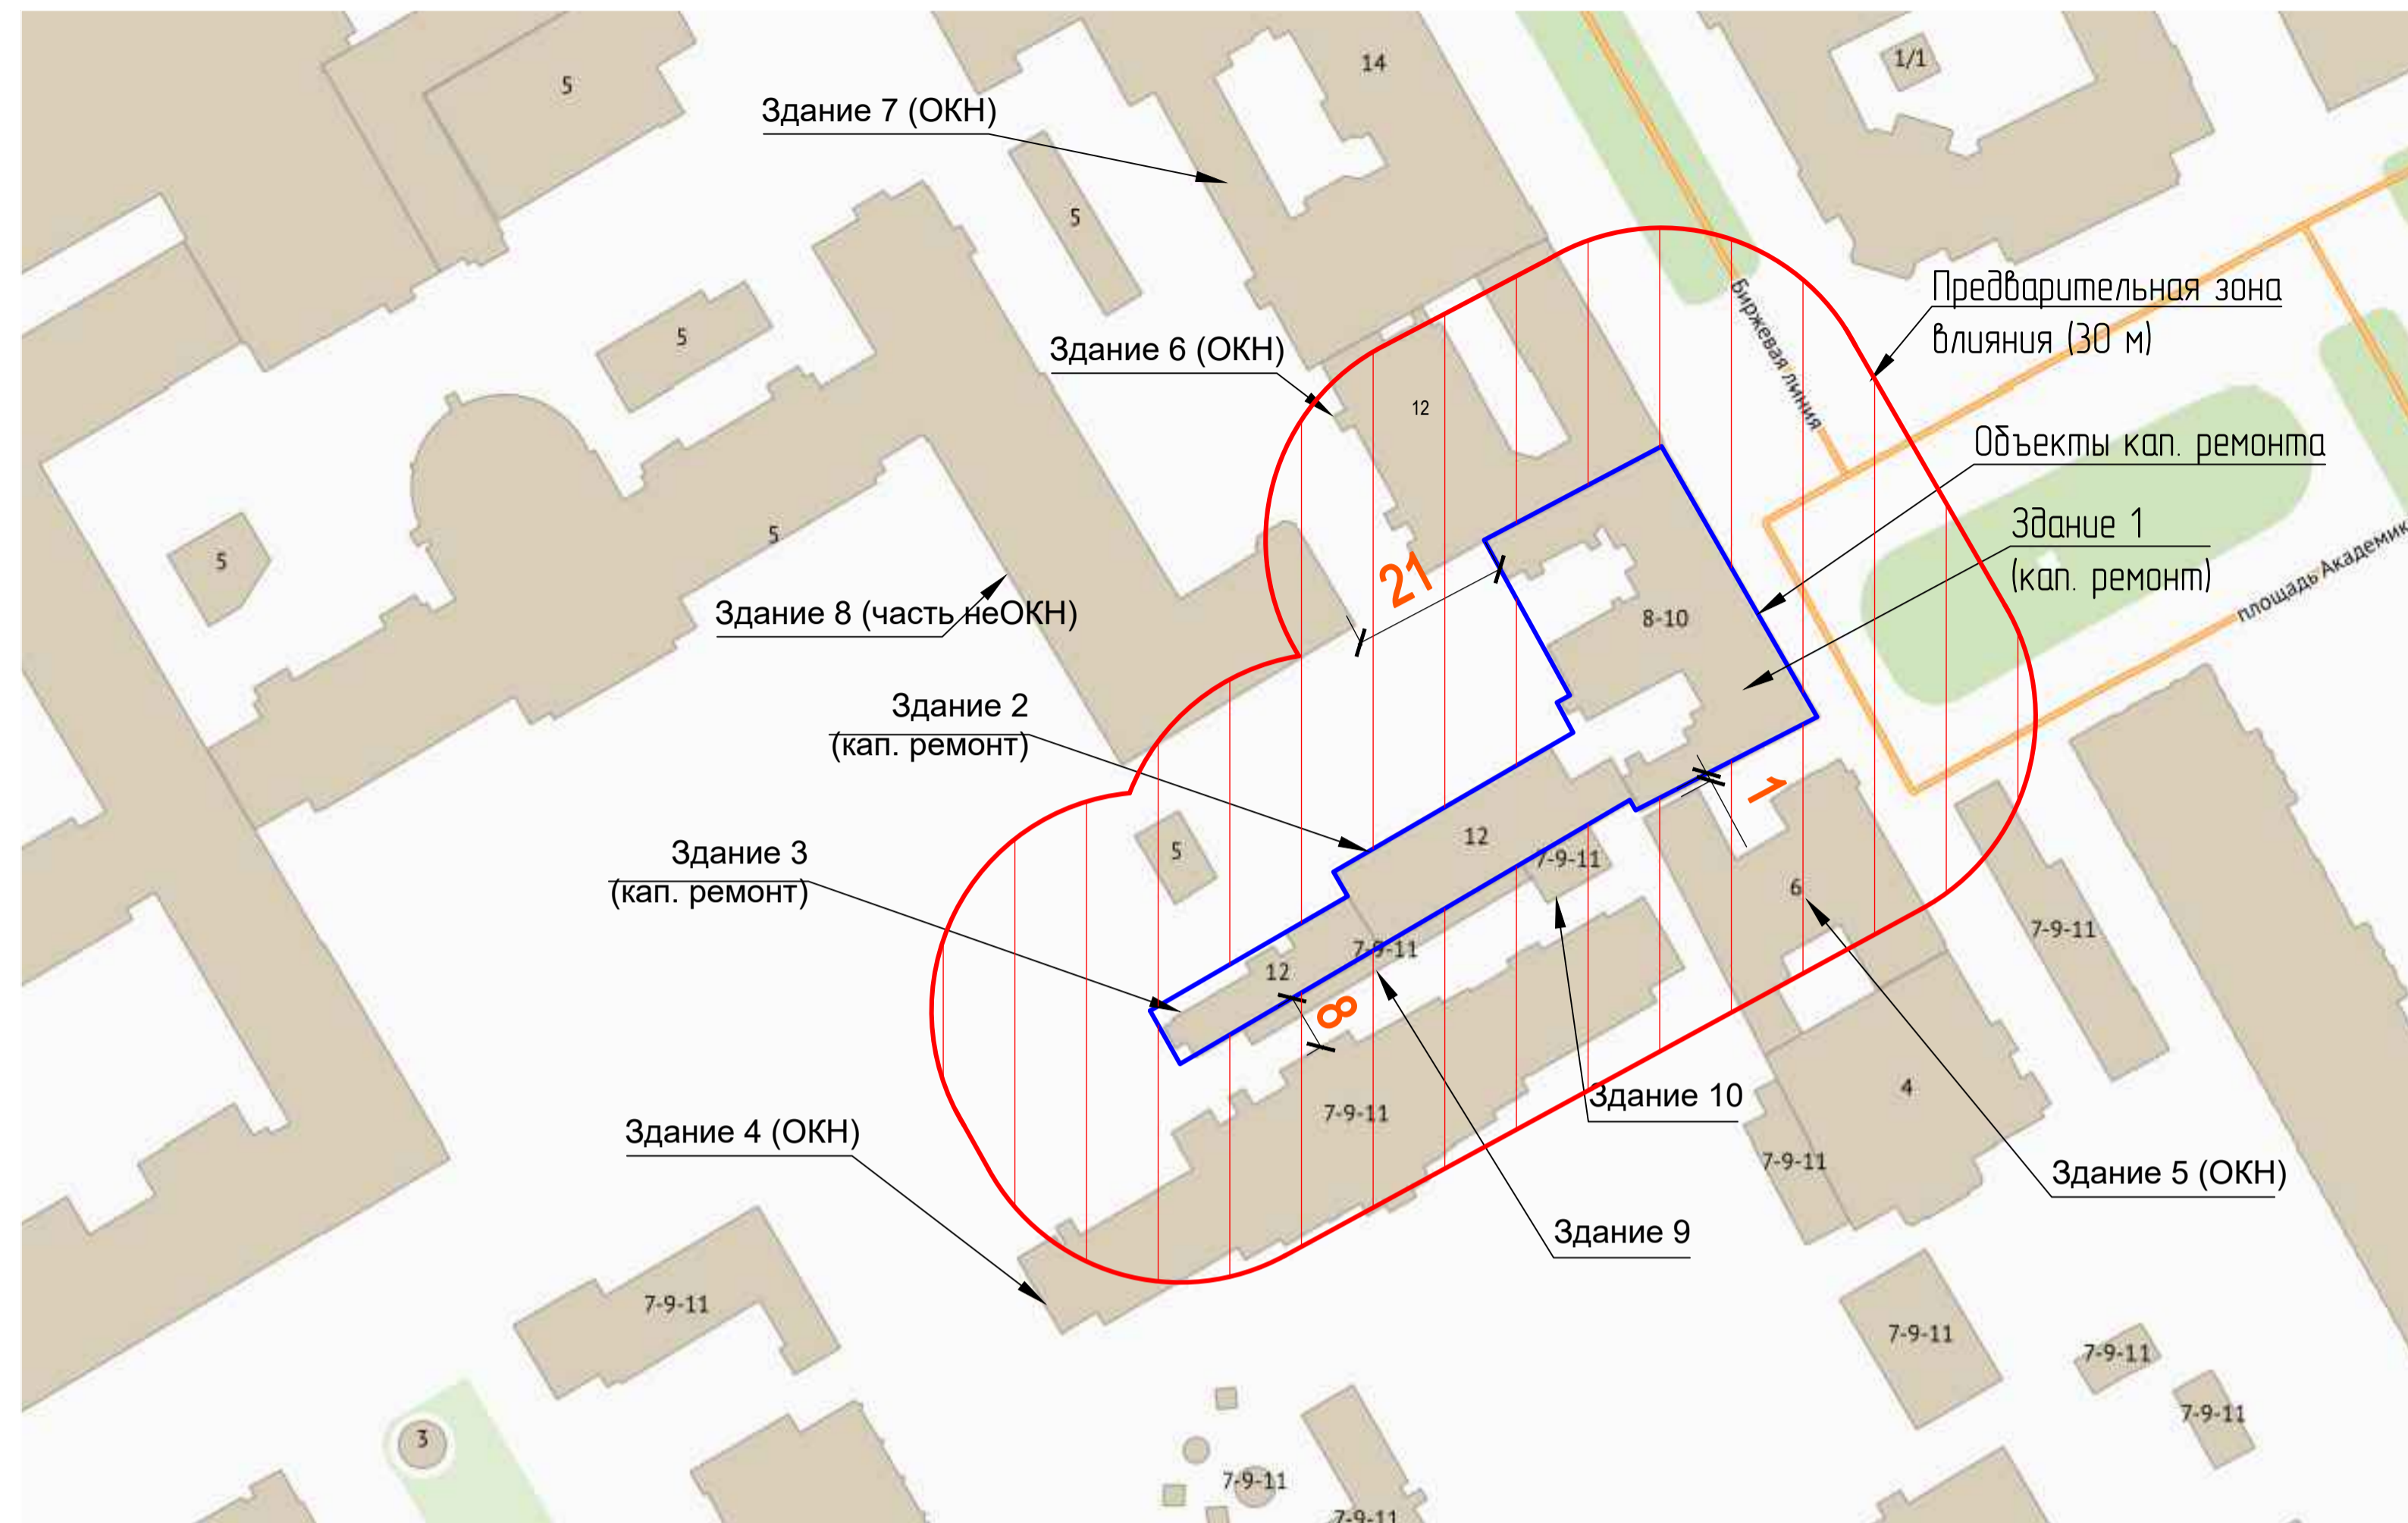 5
14
1/1
Здание 7 (ОКН)
5
Биржевая линия
Предварительная зона
влияния (30 м)
5
Здание 6 (ОКН)
12
Объекты кап. ремонта
Здание 1
(кап. ремонт)
площадь Академик
5
5
21
8-10
Здание 8 (часть неОКН)
Здание 2
(кап. ремонт)
1
12
Здание 3
(кап. ремонт)
5
7-9-11
6
7-9-11
7-9-11
12
8
Здание 10
4
7-9-11
7-9-11
Здание 4 (ОКН)
Здание 5 (ОКН)
Здание 9
7-9-11
7-9-11
7-9-11
7-9-11
3
7-9-11
7-9-11